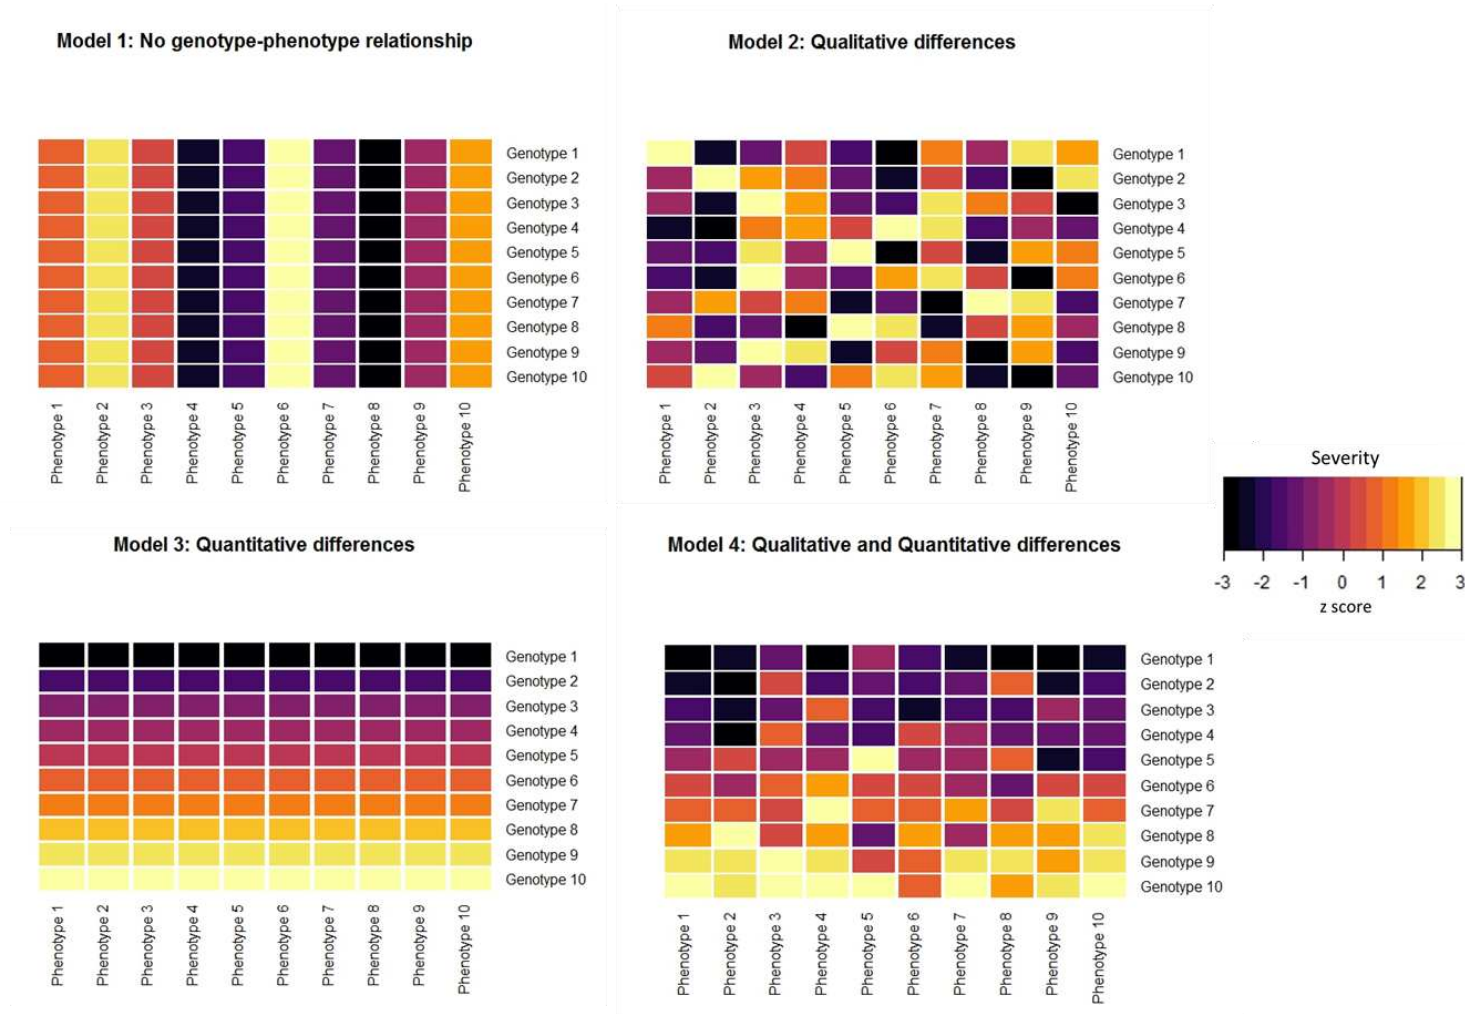 Model 1: No genotype-phenotype relationship
Genotype 1
Genotype 2
Genotype 3
Genotype 4
Genotype 5
Genotype 6
Genotype 7
Genotype 8
Genotype 9
Genotype 10
Phenotype 1
Phenotype 2
Phenotype 3
Phenotype 4
Phenotype 5
Phenotype 6
Phenotype 7
Phenotype 8
Phenotype 9
Phenotype 10
Model 2: Qualitative differences
Genotype 1
Genotype 2
Genotype 3
Genotype 4
Genotype 5
Genotype 6
Genotype 7
Genotype 8
Genotype 9
Genotype 10
Phenotype 1
Phenotype 2
Phenotype 3
Phenotype 4
Phenotype 5
Phenotype 6
Phenotype 7
Phenotype 8
Phenotype 9
Phenotype 10
Severity
-3 -2 -1 0 1 2 3
z score
Model 3: Quantitative differences
Genotype 1
Genotype 2
Genotype 3
Genotype 4
Genotype 5
Genotype 6
Genotype 7
Genotype 8
Genotype 9
Genotype 10
Phenotype 1
Phenotype 2
Phenotype 3
Phenotype 4
Phenotype 5
Phenotype 6
Phenotype 7
Phenotype 8
Phenotype 9
Phenotype 10
Model 4: Qualitative and Quantitative differences
Genotype 1
Genotype 2
Genotype 3
Genotype 4
Genotype 5
Genotype 6
Genotype 7
Genotype 8
Genotype 9
Genotype 10
Phenotype 1
Phenotype 2
Phenotype 3
Phenotype 4
Phenotype 5
Phenotype 6
Phenotype 7
Phenotype 8
Phenotype 9
Phenotype 10